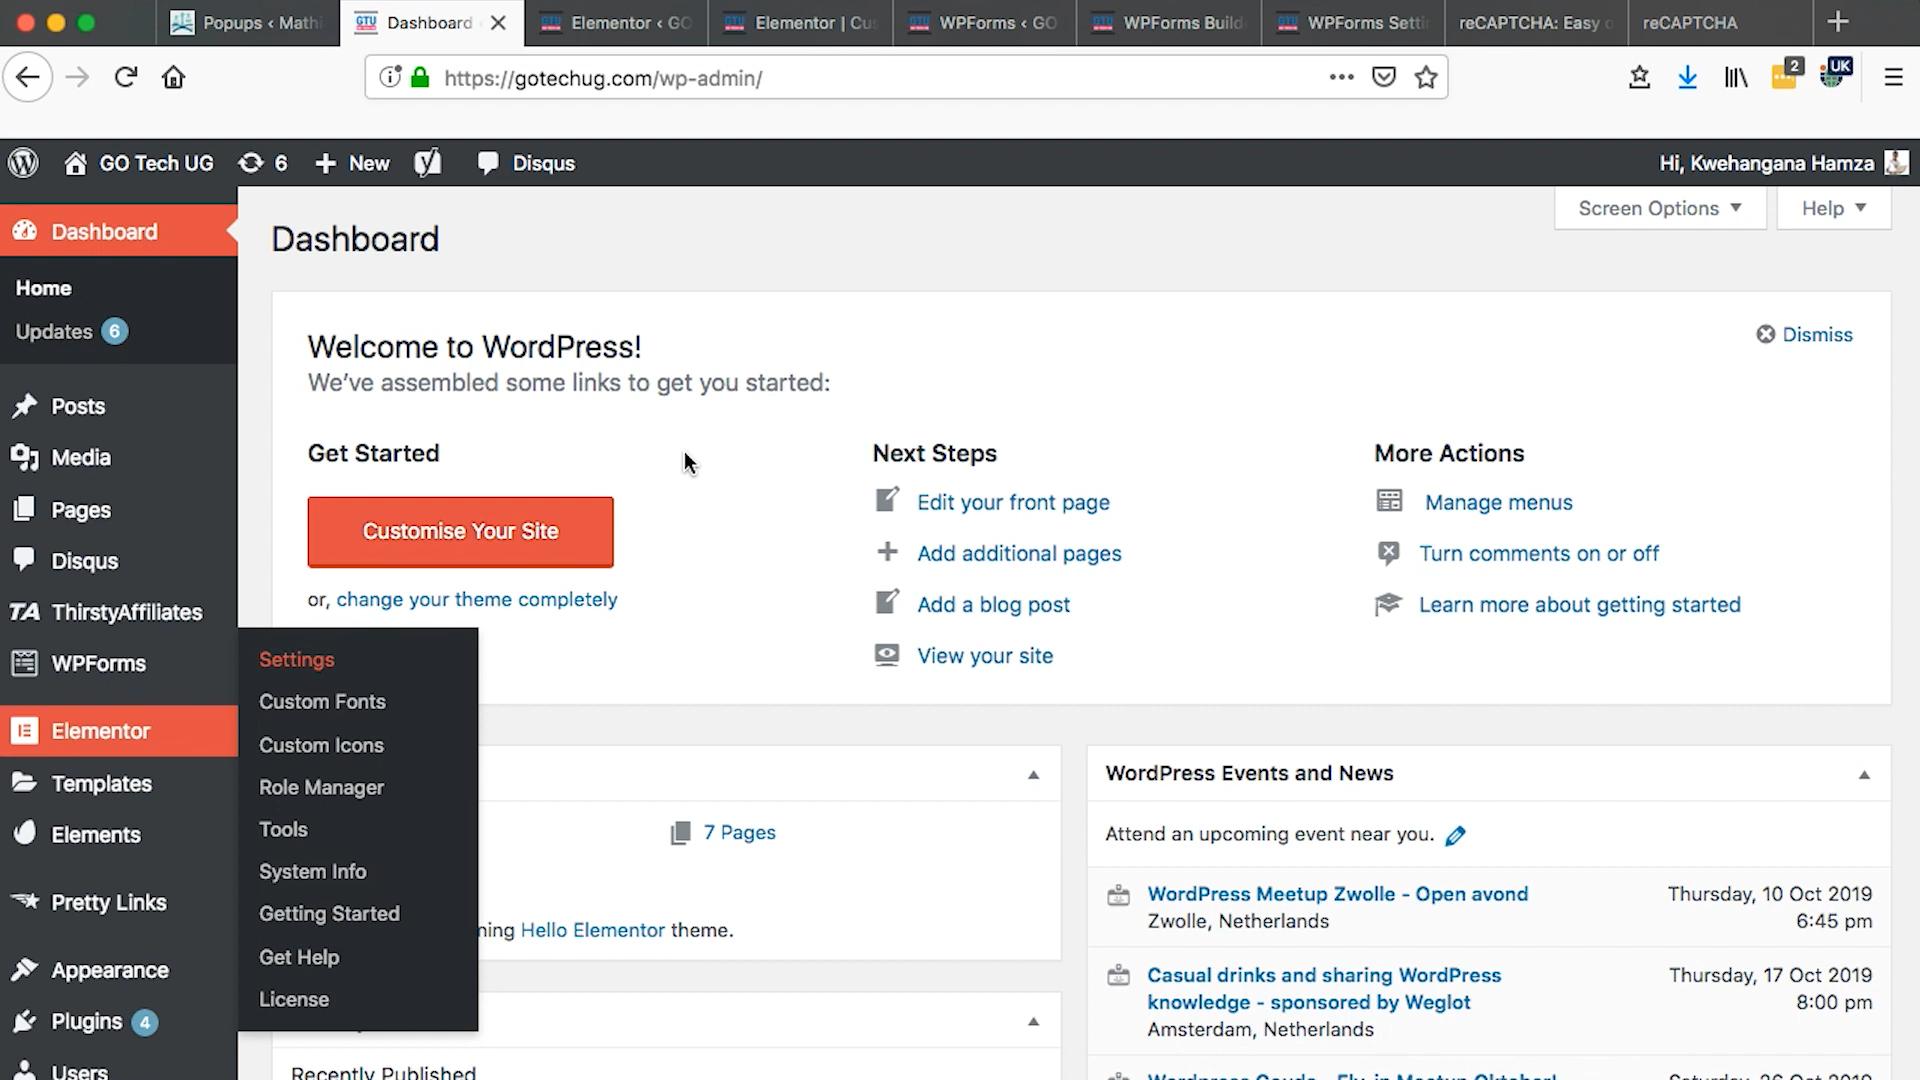 Popups ‹ Mathi
Dashboard
Elementor ‹ GO
Elementor | Cus
WPForms ‹ GO
WPForms Build
WPForms Setti
reCAPTCHA: Easy o
reCAPTCHA
https://gotechug.com/wp-admin/
2
UK
GO Tech UG
6
New
Disqus
Hi, Kwehangana Hamza
Dashboard
Home
Updates 6
Posts
Media
Pages
Disqus
TA ThirstyAffiliates
WPForms
Elementor
Templates
Elements
Pretty Links
Appearance
Plugins 4
Users
Settings
Custom Fonts
Custom Icons
Role Manager
Tools
System Info
Getting Started
Get Help
License
Screen Options
Help
Dashboard
Welcome to WordPress!
We've assembled some links to get you started:
Dismiss
Get Started
Customise Your Site
or, change your theme completely
Next Steps
Edit your front page
Add additional pages
Add a blog post
View your site
More Actions
Manage menus
Turn comments on or off
Learn more about getting started
7 Pages
ning Hello Elementor theme.
Recently Published
WordPress Events and News
Attend an upcoming event near you.
WordPress Meetup Zwolle - Open avond
Zwolle, Netherlands
Thursday, 10 Oct 2019
6:45 pm
Casual drinks and sharing WordPress
knowledge - sponsored by Weglot
Amsterdam, Netherlands
Thursday, 17 Oct 2019
8:00 pm